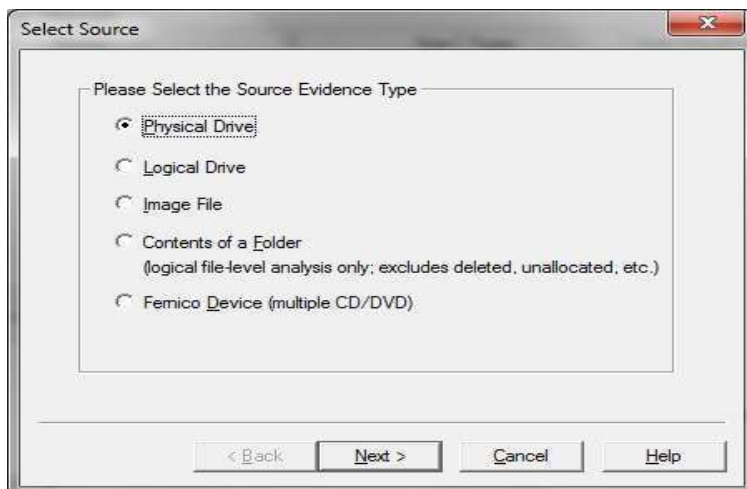 Select Source
Please Select the Source Evidence Type
Physical Drive
Logical Drive
Image File
Contents of a Folder
(logical file-level analysis only; excludes deleted, unallocated, etc.)
Fernico Device (multiple CD/DVD)
< Back
Next >
Cancel
Help